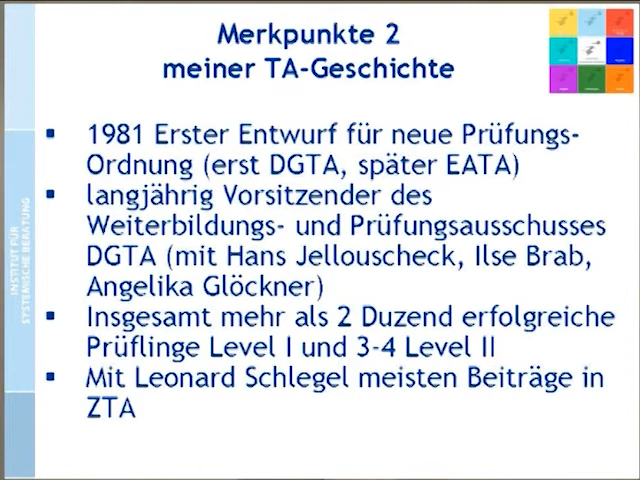 Merkpunkte 2
meiner TA-Geschichte
▪ 1981 Erster Entwurf für neue Prüfungs-
Ordnung (erst DGTA, später EATA)
▪ langjährig Vorsitzender des
Weiterbildungs- und Prüfungsausschusses
DGTA (mit Hans Jellouscheck, Ilse Brab,
Angelika Glöckner)
▪ Insgesamt mehr als 2 Duzend erfolgreiche
Prüflinge Level I und 3-4 Level II
▪ Mit Leonard Schlegel meisten Beiträge in
ZTA
INSTITUT FÜR
SYSTEMISCHE BERATUNG